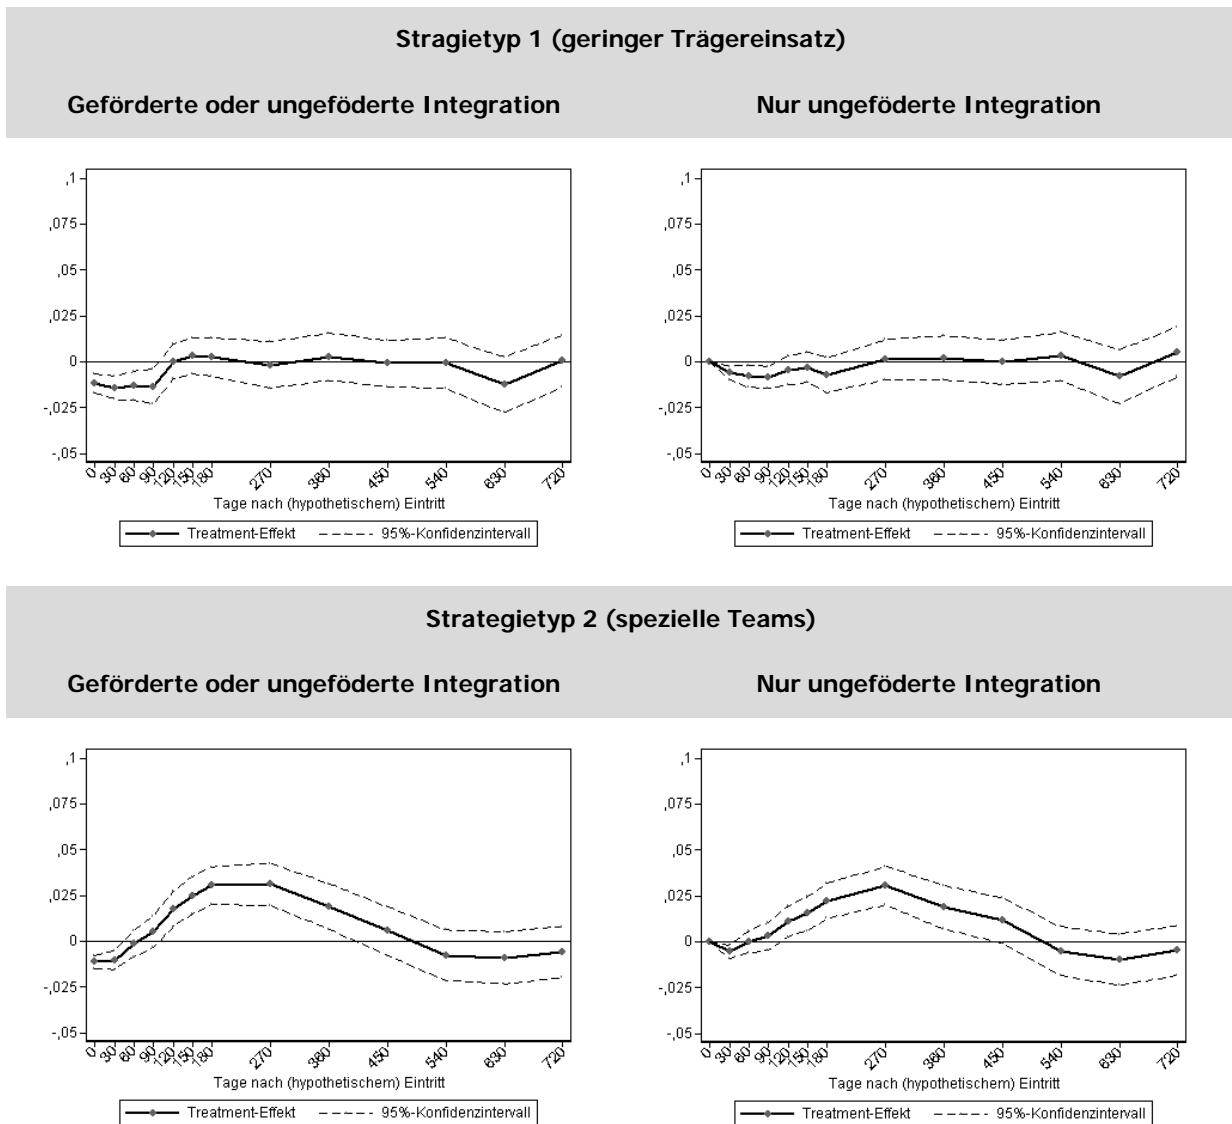 Stragietyp 1 (geringer Trägereinsatz)
Geförderte oder ungeföderte Integration
Nur ungeföderte Integration
,1
,075
,05
,025
0
-,025
-,05
0 30 60 90 120 150 180 270 360 450 540 630 720
Tage nach (hypothetischem) Eintritt
Treatment-Effekt 95%-Konfidenzintervall
,1
,075
,05
,025
0
-,025
-,05
0 30 60 90 120 150 180 270 360 450 540 630 720
Tage nach (hypothetischem) Eintritt
Treatment-Effekt 95%-Konfidenzintervall
Strategietyp 2 (spezielle Teams)
Geförderte oder ungeföderte Integration
Nur ungeföderte Integration
,1
,075
,05
,025
0
-,025
-,05
0 30 60 90 120 150 180 270 360 450 540 630 720
Tage nach (hypothetischem) Eintritt
Treatment-Effekt 95%-Konfidenzintervall
,1
,075
,05
,025
0
-,025
-,05
0 30 60 90 120 150 180 270 360 450 540 630 720
Tage nach (hypothetischem) Eintritt
Treatment-Effekt 95%-Konfidenzintervall